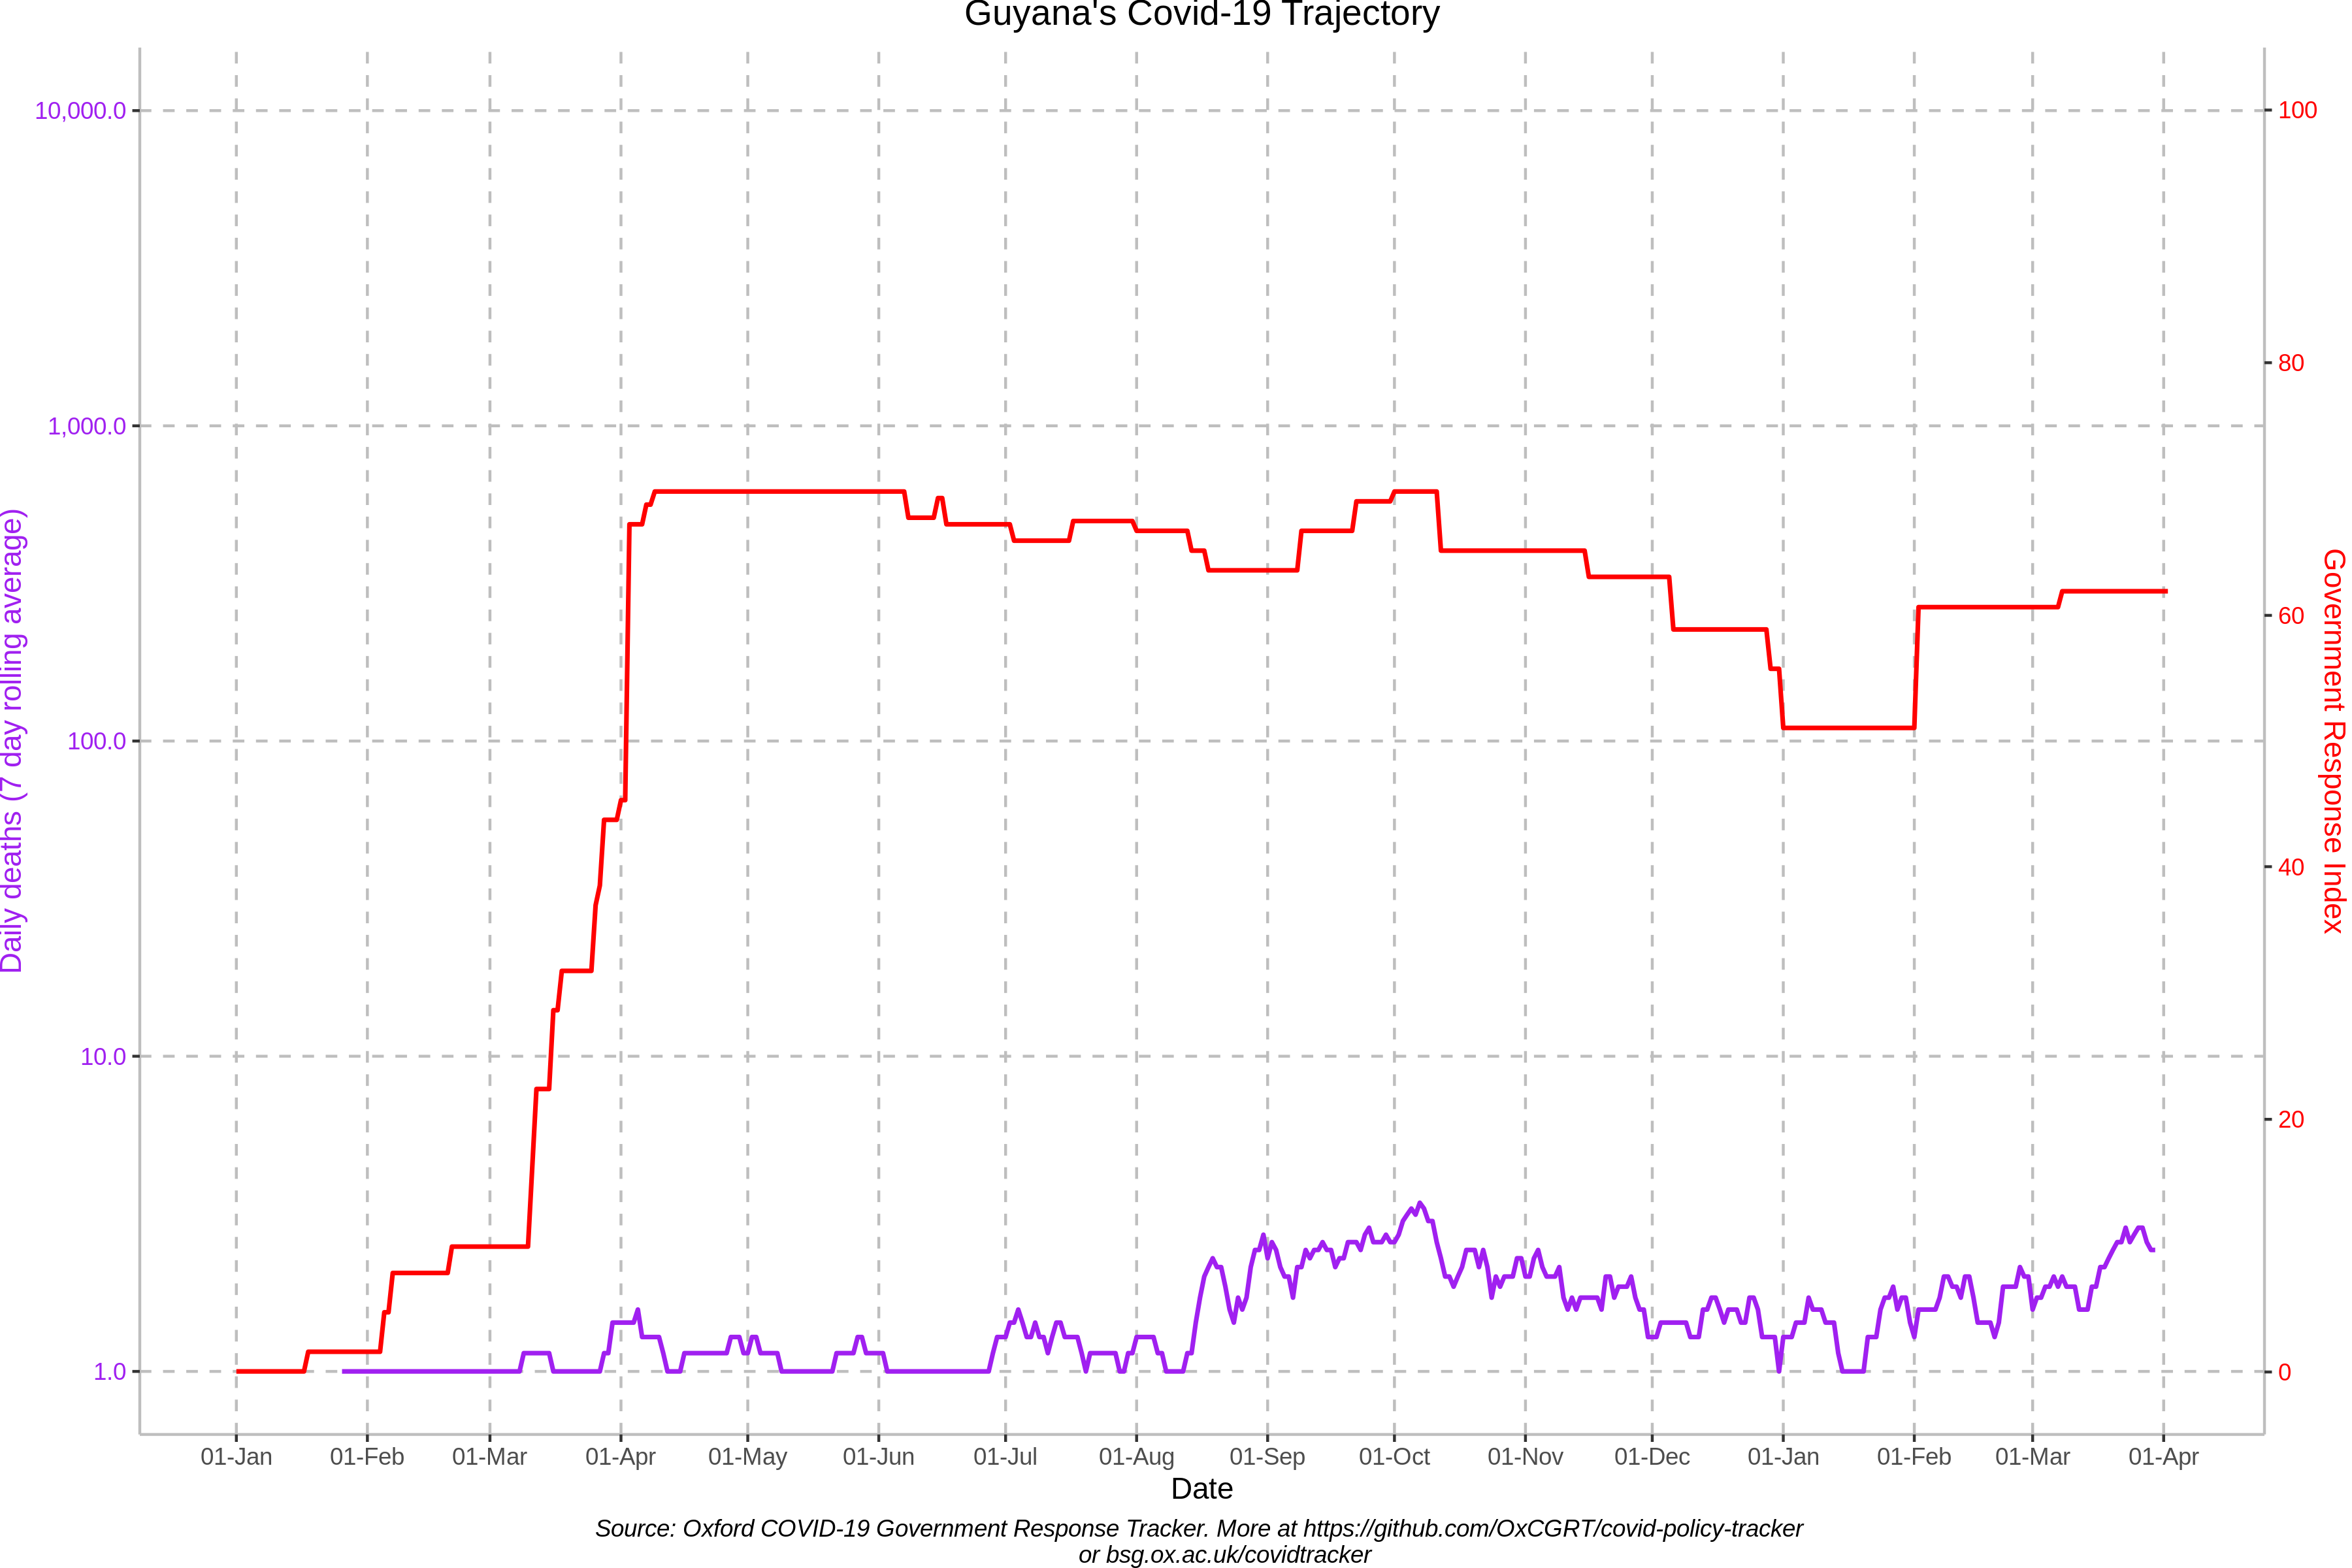 Guyana's Covid-19 Trajectory
10,000.0
1,000.0
100.0
10.0
1.0
Daily deaths (7 day rolling average)
100
80
60
40
20
0
Government Response Index
01-Jan 01-Feb 01-Mar 01-Apr 01-May 01-Jun 01-Jul 01-Aug 01-Sep 01-Oct 01-Nov 01-Dec 01-Jan 01-Feb 01-Mar 01-Apr
Date
Source: Oxford COVID-19 Government Response Tracker. More at https://github.com/OxCGRT/covid-policy-tracker
or bsg.ox.ac.uk/covidtracker